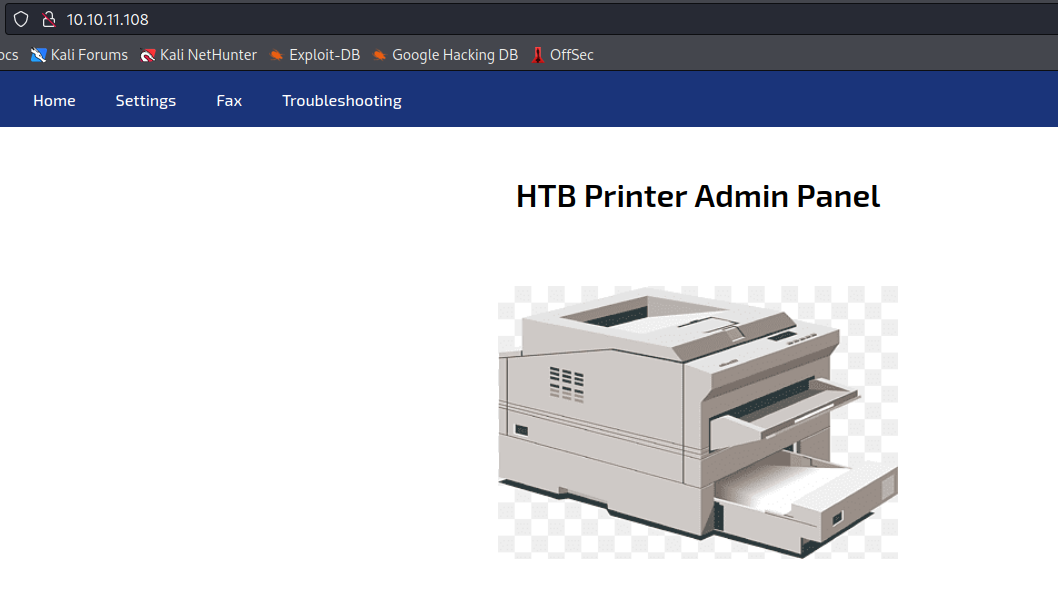 10.10.11.108
ocs Kali Forums Kali NetHunter Exploit-DB Google Hacking DB OffSec
Home Settings Fax Troubleshooting
HTB Printer Admin Panel